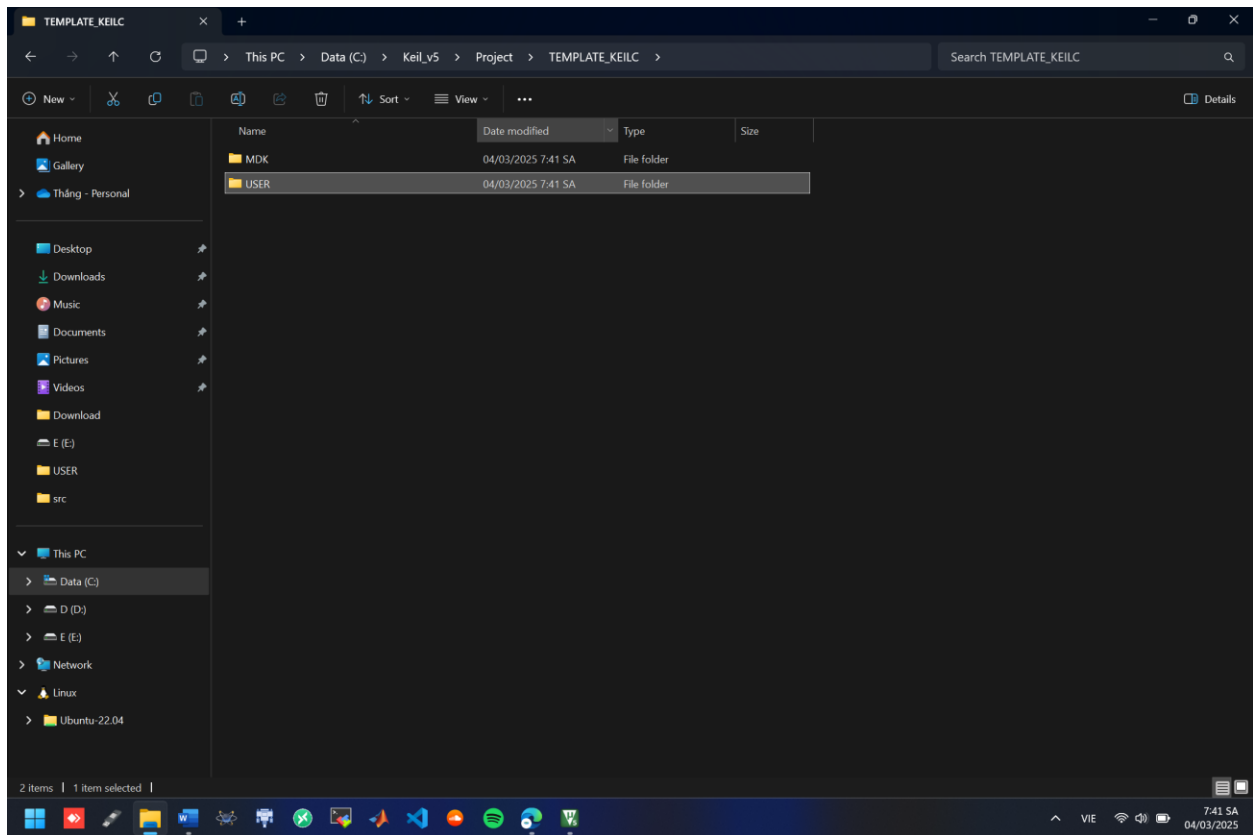 TEMPLATE_KEILC
This PC > Data (C:) > Keil_v5 > Project > TEMPLATE_KEILC >
Search TEMPLATE_KEILC
New
Sort
View
Details
Home
Gallery
Thắng - Personal
Desktop
Downloads
Music
Documents
Pictures
Videos
Download
E (E:)
USER
src
This PC
Data (C:)
D (D:)
E (E:)
Network
Linux
Ubuntu-22.04
Name Date modified Type Size
MDK 04/03/2025 7:41 SA File folder
USER 04/03/2025 7:41 SA File folder
2 items 1 item selected
VIE
7:41 SA
04/03/2025